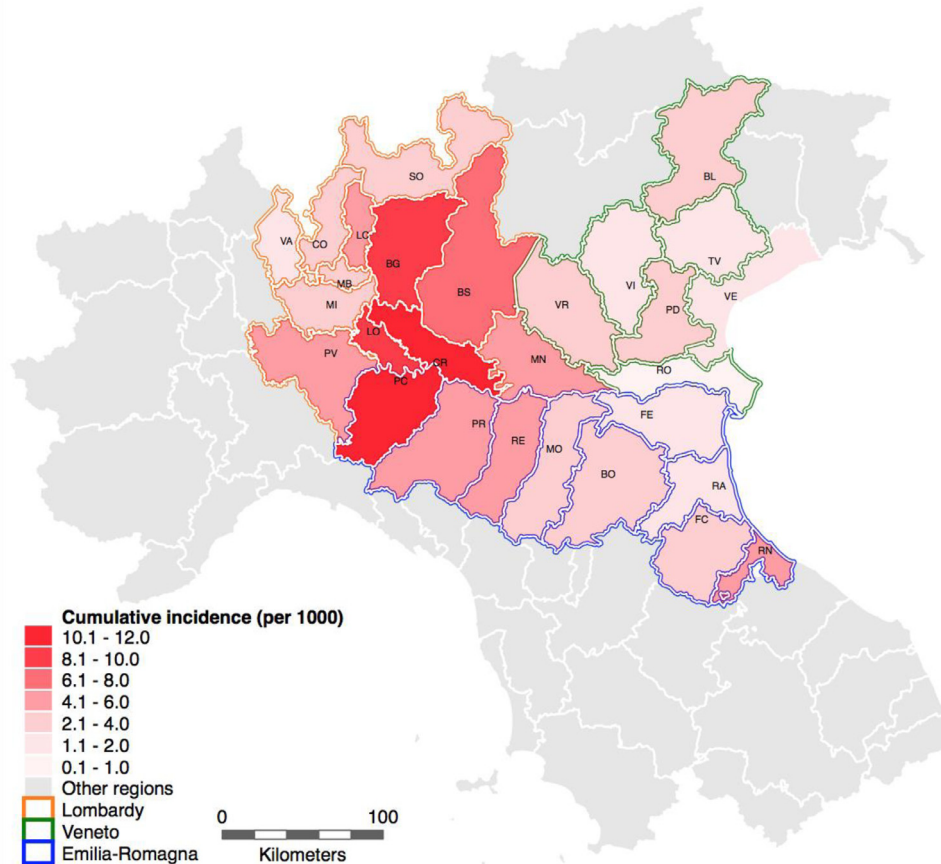 BL
SO
VA
CO
LC
TV
BG
VI
MB
BS
VE
MI
VR
PD
LO
PV
MN
CR
RO
PC
FE
PR
RE
MO
BO
RA
FC
RN
Cumulative incidence (per 1000)
10.1 - 12.0
8.1 - 10.0
6.1 - 8.0
4.1 - 6.0
2.1 - 4.0
1.1 - 2.0
0.1 - 1.0
Other regions
Lombardy
Veneto
Emilia-Romagna
0 100
Kilometers